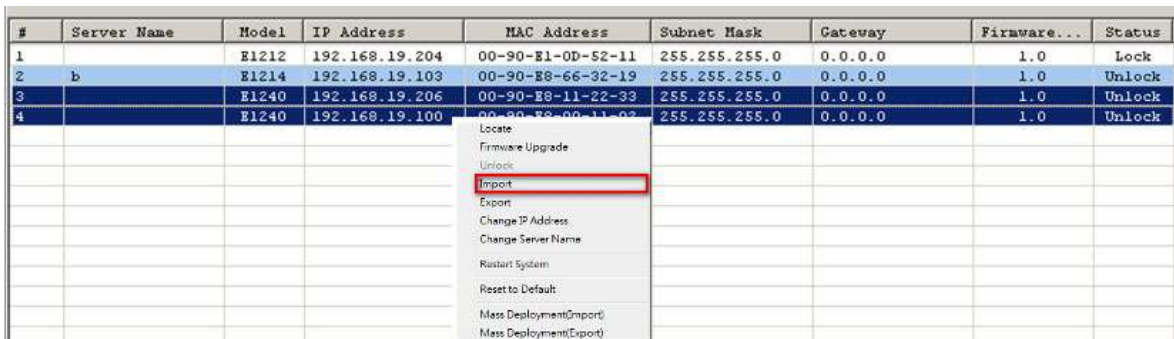 # Server Name Model IP Address MAC Address Subnet Mask Gateway Firmware... Status
1 E1212 192.168.19.204 00-90-E1-0D-52-11 255.255.255.0 0.0.0.0 1.0 Lock
2 b E1214 192.168.19.103 00-90-E8-66-32-19 255.255.255.0 0.0.0.0 1.0 Unlock
3 E1240 192.168.19.206 00-90-E8-11-22-33 255.255.255.0 0.0.0.0 1.0 Unlock
4 E1240 192.168.19.100 255.255.255.0 0.0.0.0 1.0 Unlock
Locate
Firmware Upgrade
Unlock
Import
Export
Change IP Address
Change Server Name
Restart System
Reset to Default
Mass Deployment(Import)
Mass Deployment(Export)